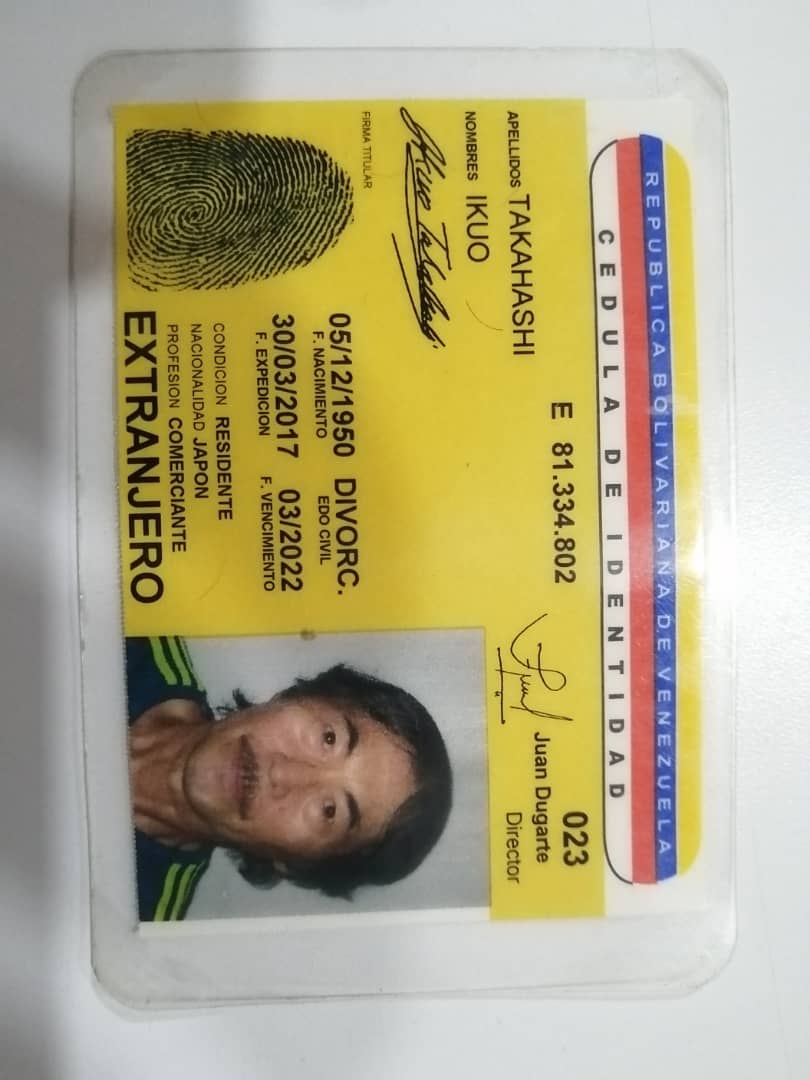 REPUBLICA BOLIVARIANA DE VENEZUELA
CEDULA DE IDENTIDAD
E 81.334.802
023
Juan Dugarte
Director
APELLIDOS TAKAHASHI
NOMBRES IKUO
Ikuo Takahashi
FIRMA TITULAR
05/12/1950 DIVORC.
F. NACIMIENTO EDO CIVIL
30/03/2017 03/2022
F. EXPEDICION F. VENCIMIENTO
CONDICION RESIDENTE
NACIONALIDAD JAPON
PROFESION COMERCIANTE
EXTRANJERO